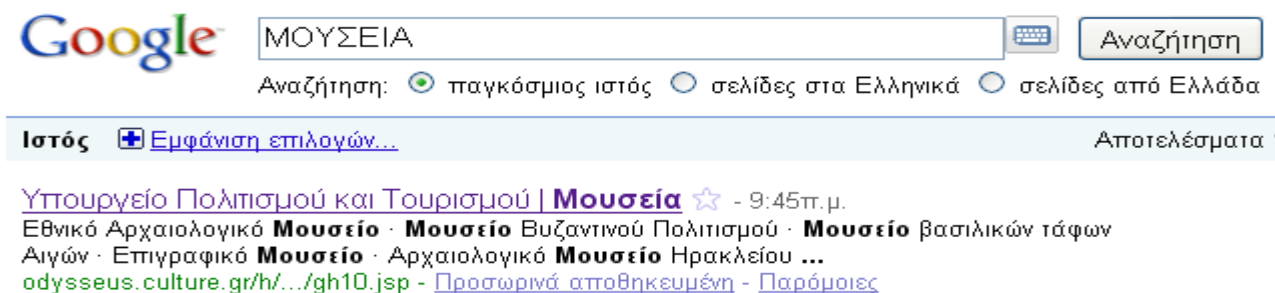 Google ΜΟΥΣΕΙΑ Αναζήτηση
Αναζήτηση: παγκόσμιος ιστός σελίδες στα Ελληνικά σελίδες από Ελλάδα
Ιστός Εμφάνιση επιλογών... Αποτελέσματα
Υπουργείο Πολιτισμού και Τουρισμού | Μουσεία - 9:45π.μ.
Εθνικό Αρχαιολογικό Μουσείο · Μουσείο Βυζαντινού Πολιτισμού · Μουσείο βασιλικών τάφων
Αιγών · Επιγραφικό Μουσείο · Αρχαιολογικό Μουσείο Ηρακλείου ...
odysseus.culture.gr/h/.../gh10.jsp - Προσωρινά αποθηκευμένη - Παρόμοιες